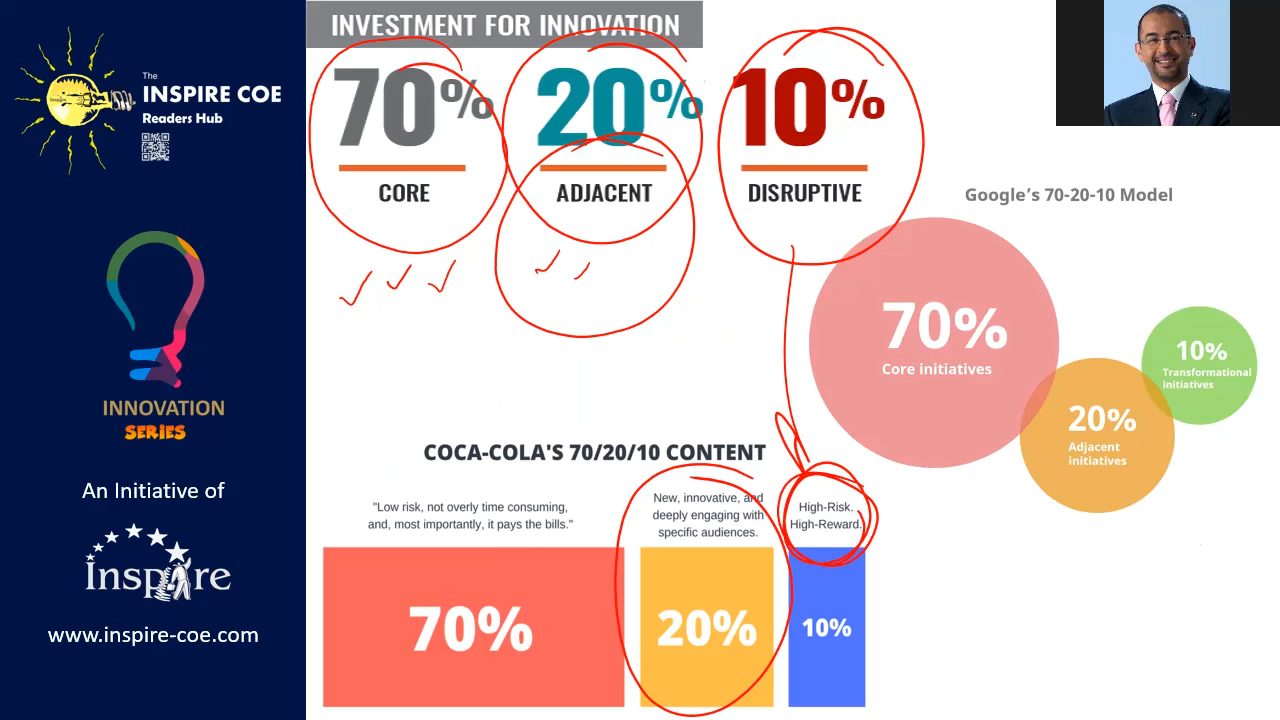 The
INSPIRE COE
Readers Hub
INNOVATION
SERIES
An Initiative of
Inspire
www.inspire-coe.com
INVESTMENT FOR INNOVATION
70% 20% 10%
CORE ADJACENT DISRUPTIVE
Google's 70-20-10 Model
70%
Core initiatives
20%
Adjacent
initiatives
10%
Transformational
initiatives
COCA-COLA'S 70/20/10 CONTENT
"Low risk, not overly time consuming,
and, most importantly, it pays the bills."
New, innovative, and
deeply engaging with
specific audiences.
High-Risk.
High-Reward.
70% 20% 10%